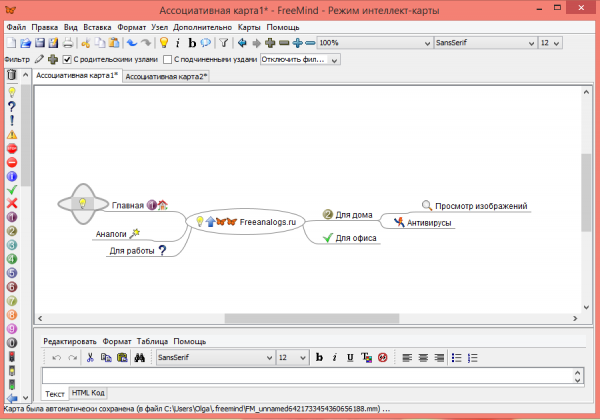 Ассоциативная карта1* - FreeMind - Режим интеллект-карты
Файл Правка Вид Вставка Формат Узел Дополнительно Карты Помощь
100% SansSerif 12
Фильтр С родительскими узлами С подчиненными уздани Отключить фил...
Ассоциативная карта1* Ассоциативная карта2*
Просмотр изображений
Главная
Для дома
Freeanalogs.ru
Антивирусы
Аналоги
Для офиса
Для работы
Редактировать Формат Таблица Помощь
SansSerif 12
Текст HTML Код
Карта была автоматически сохранена (в файл C:\Users\Olga\.freemind\FM_unnamed6421733454360656188.mm) ...